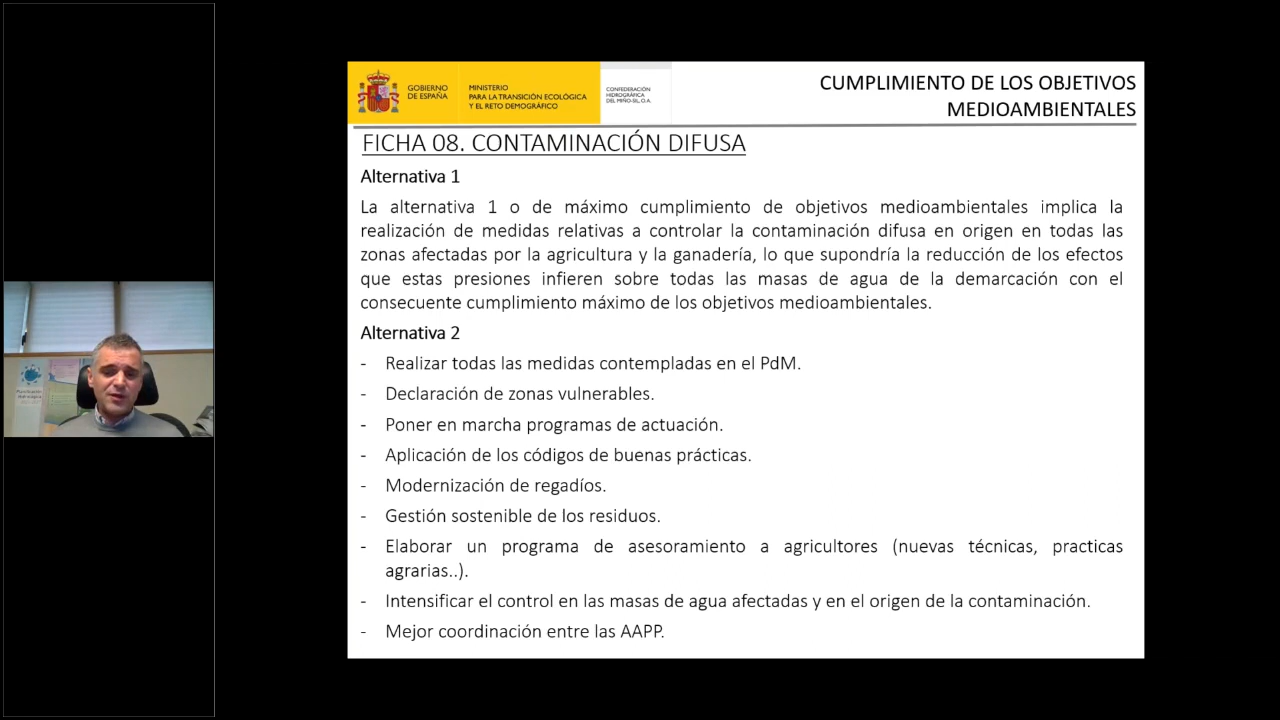 GOBIERNO
DE ESPAÑA
MINISTERIO
PARA LA TRANSICIÓN ECOLÓGICA
Y EL RETO DEMOGRÁFICO
CONFEDERACIÓN
HIDROGRÁFICA
DEL MIÑO-SIL, O.A.
CUMPLIMIENTO DE LOS OBJETIVOS
MEDIOAMBIENTALES
FICHA 08. CONTAMINACIÓN DIFUSA
Alternativa 1
La alternativa 1 o de máximo cumplimiento de objetivos medioambientales implica la
realización de medidas relativas a controlar la contaminación difusa en origen en todas las
zonas afectadas por la agricultura y la ganadería, lo que supondría la reducción de los efectos
que estas presiones infieren sobre todas las masas de agua de la demarcación con el
consecuente cumplimiento máximo de los objetivos medioambientales.
Alternativa 2
- Realizar todas las medidas contempladas en el PdM.
- Declaración de zonas vulnerables.
- Poner en marcha programas de actuación.
- Aplicación de los códigos de buenas prácticas.
- Modernización de regadíos.
- Gestión sostenible de los residuos.
- Elaborar un programa de asesoramiento a agricultores (nuevas técnicas, practicas
agrarias..).
- Intensificar el control en las masas de agua afectadas y en el origen de la contaminación.
- Mejor coordinación entre las AAPP.